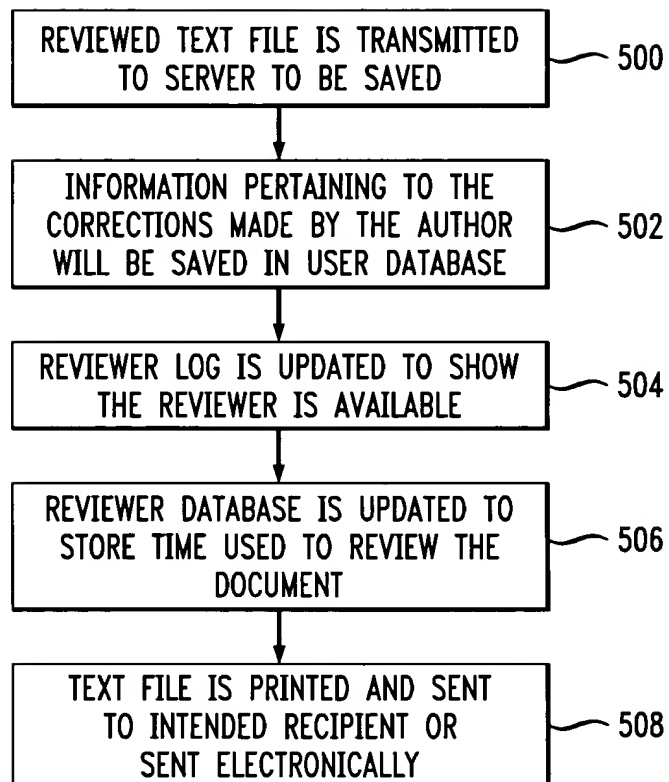 REVIEWED TEXT FILE IS TRANSMITTED
TO SERVER TO BE SAVED
500
INFORMATION PERTAINING TO THE
CORRECTIONS MADE BY THE AUTHOR
WILL BE SAVED IN USER DATABASE
502
REVIEWER LOG IS UPDATED TO SHOW
THE REVIEWER IS AVAILABLE
504
REVIEWER DATABASE IS UPDATED TO
STORE TIME USED TO REVIEW THE
DOCUMENT
506
TEXT FILE IS PRINTED AND SENT
TO INTENDED RECIPIENT OR
SENT ELECTRONICALLY
508